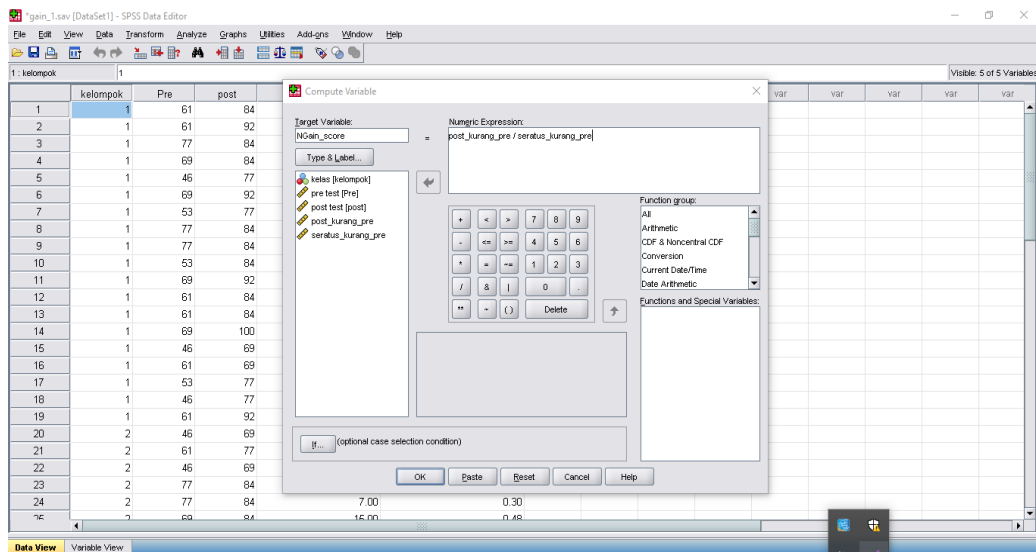 *gain_1.sav [DataSet1] - SPSS Data Editor
File Edit View Data Transform Analyze Graphs Utilities Add-ons Window Help
1 : kelompok 1 Visible: 5 of 5 Variables
kelompok Pre post var var var var
1 1 61 84
2 1 61 92
3 1 77 84
4 1 69 84
5 1 46 77
6 1 69 92
7 1 53 77
8 1 77 84
9 1 77 84
10 1 53 84
11 1 69 92
12 1 61 84
13 1 61 84
14 1 69 100
15 1 46 69
16 1 61 69
17 1 53 77
18 1 46 77
19 1 61 92
20 2 46 69
21 2 61 77
22 2 46 69
23 2 77 84
24 2 77 84 7.00 0.30
25 2 69 84 15.00 0.48
Compute Variable
Target Variable:
NGain_score
=
Numeric Expression:
post_kurang_pre / seratus_kurang_pre
Type & Label...
kelas [kelompok]
pre test [Pre]
post test [post]
post_kurang_pre
seratus_kurang_pre
+ < > 7 8 9
- <= >= 4 5 6
* = ~= 1 2 3
/ & | 0 .
** ~ ( ) Delete
Function group:
All
Arithmetic
CDF & Noncentral CDF
Conversion
Current Date/Time
Date Arithmetic
Functions and Special Variables:
If... (optional case selection condition)
OK Paste Reset Cancel Help
Data View Variable View